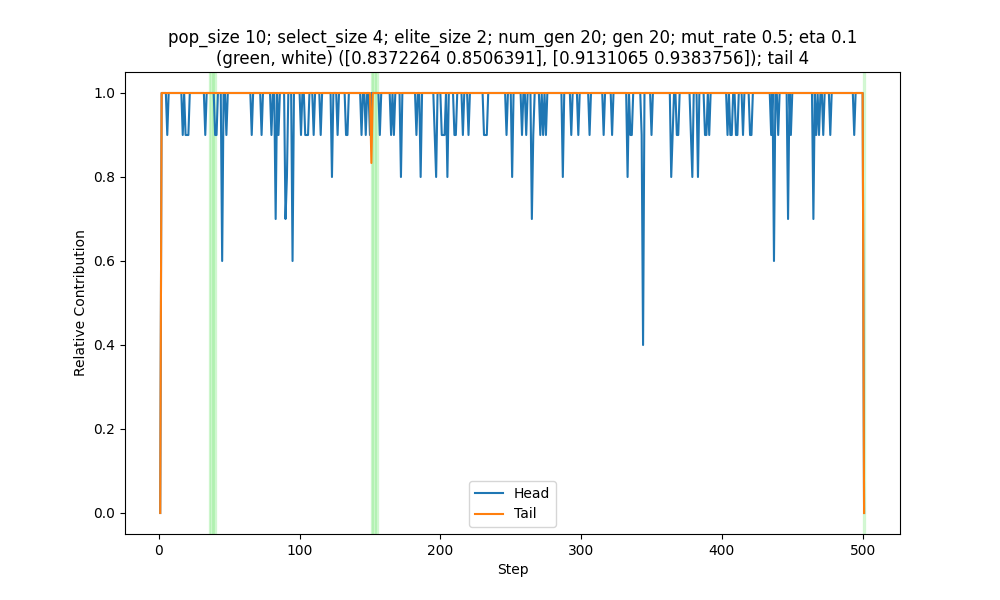 pop_size 10; select_size 4; elite_size 2; num_gen 20; gen 20; mut_rate 0.5; eta 0.1
(green, white) ([0.8372264 0.8506391], [0.9131065 0.9383756]); tail 4
1.0
0.8
0.6
0.4
0.2
0.0
Relative Contribution
Head
Tail
0 100 200 300 400 500
Step